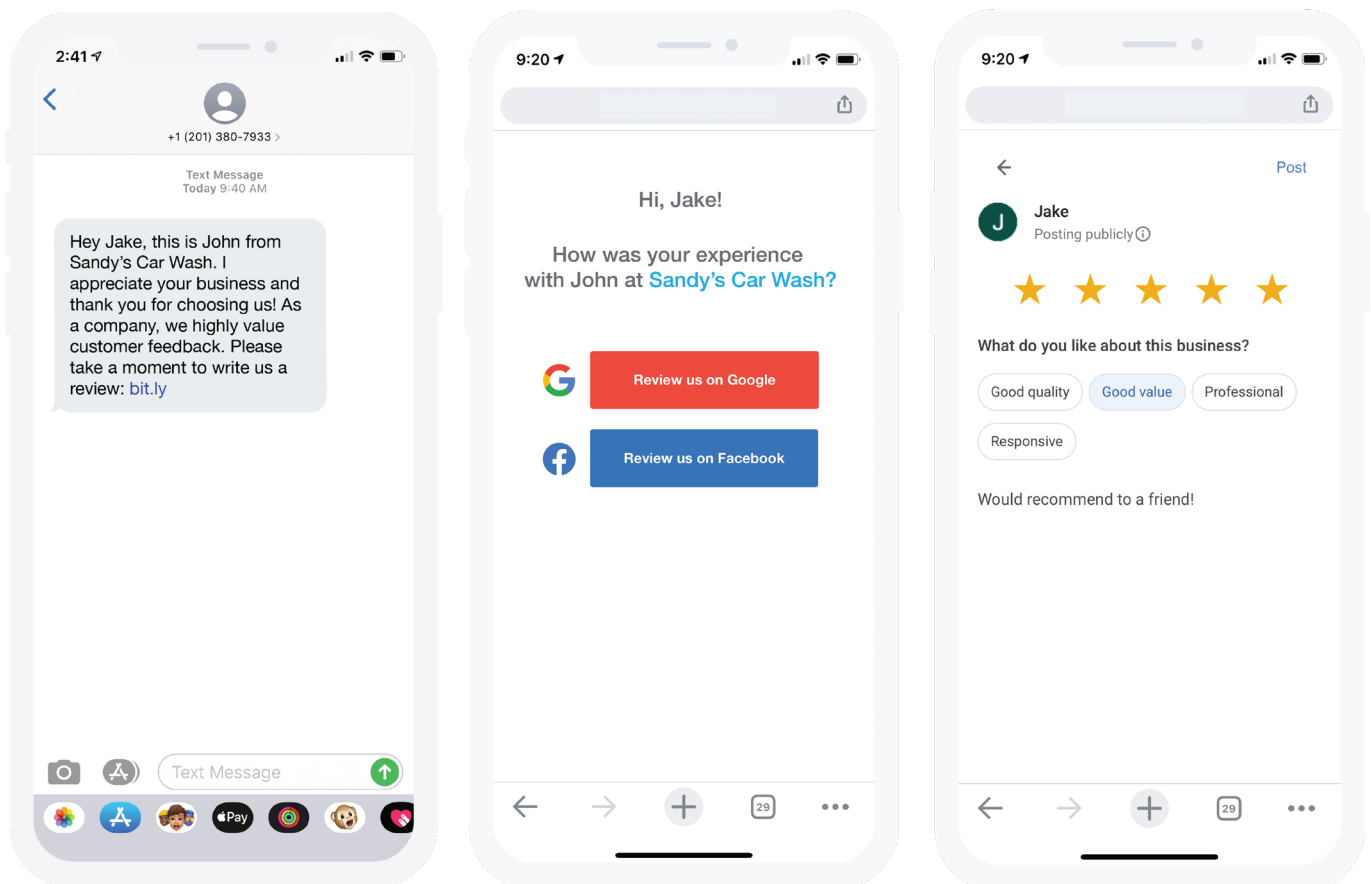 2:41
+1 (201) 380-7933 >
Text Message
Today 9:40 AM
Hey Jake, this is John from
Sandy's Car Wash. I
appreciate your business and
thank you for choosing us! As
a company, we highly value
customer feedback. Please
take a moment to write us a
review: bit.ly
Text Message
Pay
9:20
Hi, Jake!
How was your experience
with John at Sandy's Car Wash?
G
Review us on Google
f
Review us on Facebook
29
9:20
Post
J
Jake
Posting publicly
What do you like about this business?
Good quality
Good value
Professional
Responsive
Would recommend to a friend!
29